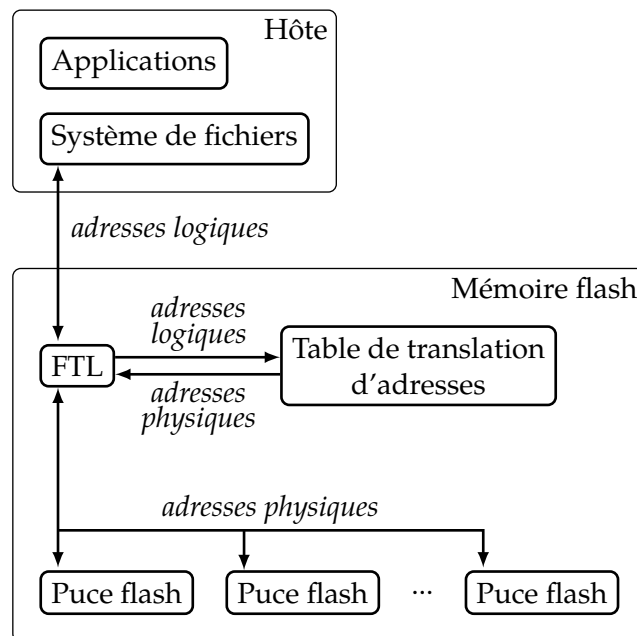 Hôte
Applications
Système de fichiers
adresses logiques
Mémoire flash
adresses
logiques
FTL
Table de translation
d'adresses
adresses
physiques
adresses physiques
Puce flash
Puce flash
...
Puce flash